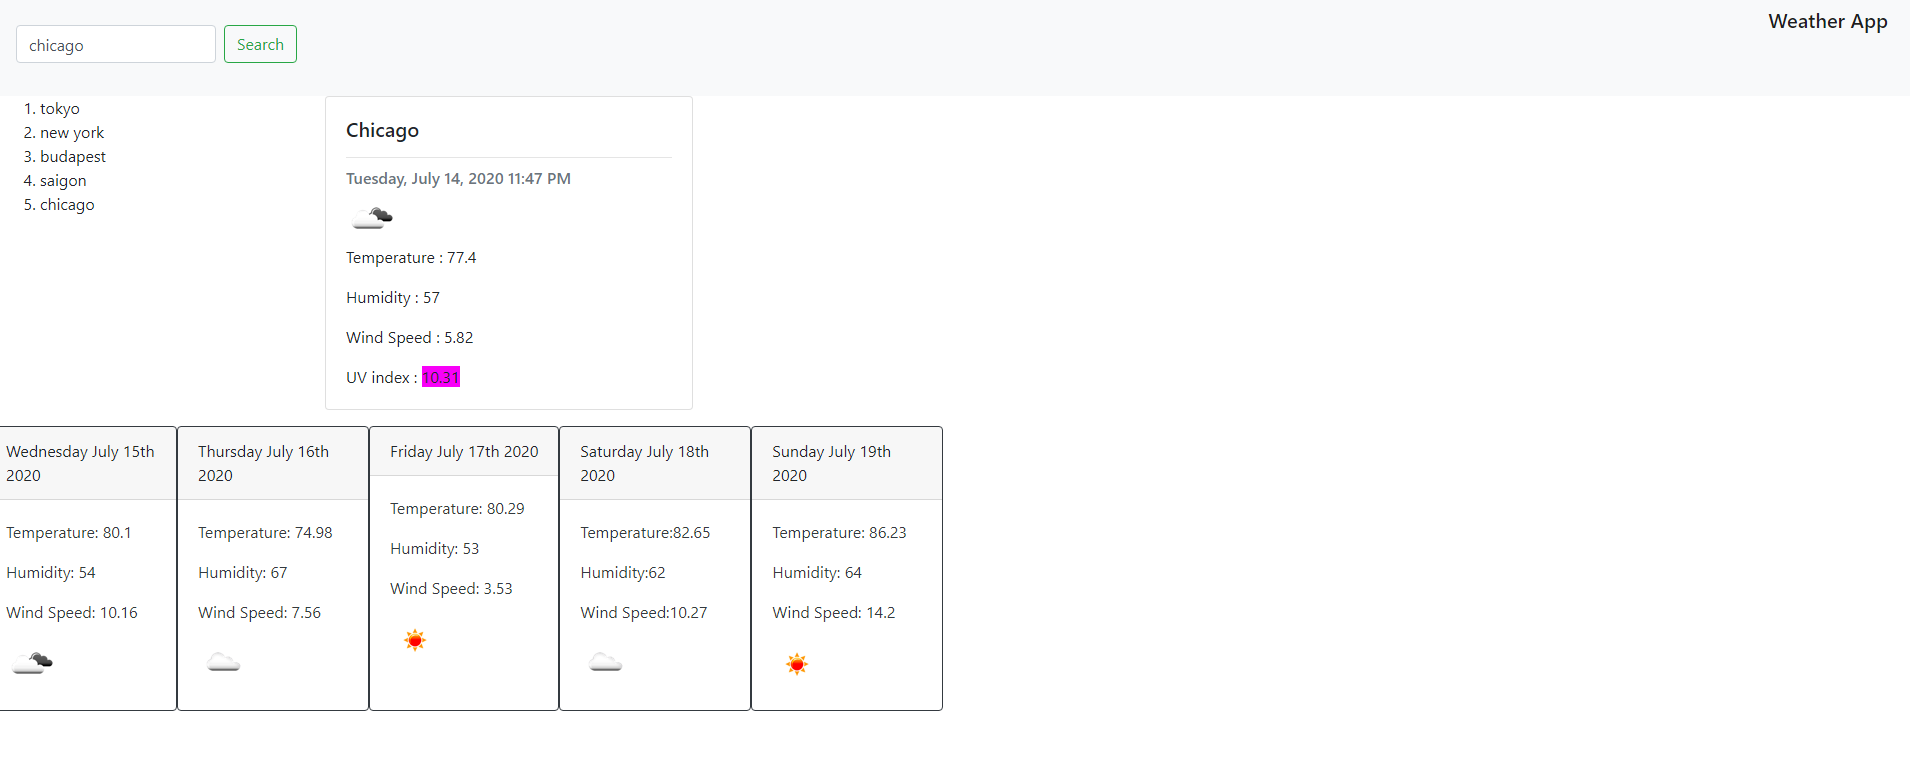 chicago
Search
Weather App
1. tokyo
2. new york
3. budapest
4. saigon
5. chicago
Chicago
Tuesday, July 14, 2020 11:47 PM
Temperature : 77.4
Humidity : 57
Wind Speed : 5.82
UV index : 10.31
Wednesday July 15th
2020
Temperature: 80.1
Humidity: 54
Wind Speed: 10.16
Thursday July 16th
2020
Temperature: 74.98
Humidity: 67
Wind Speed: 7.56
Friday July 17th 2020
Temperature: 80.29
Humidity: 53
Wind Speed: 3.53
Saturday July 18th
2020
Temperature:82.65
Humidity:62
Wind Speed:10.27
Sunday July 19th
2020
Temperature: 86.23
Humidity: 64
Wind Speed: 14.2